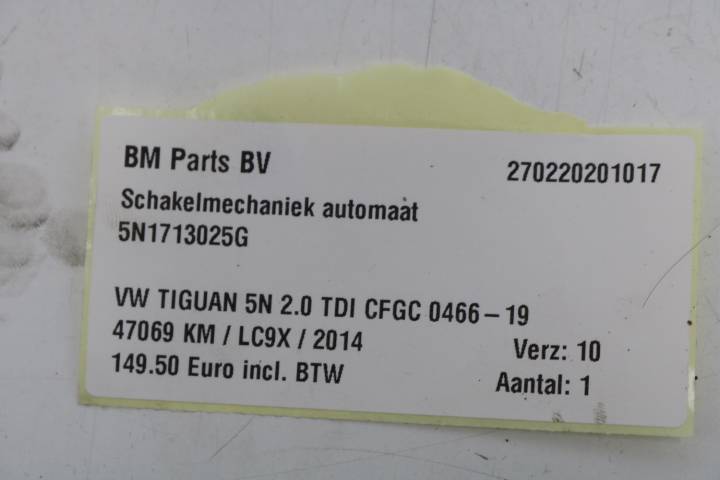 BM Parts BV 270220201017
Schakelmechaniek automaat
5N1713025G
VW TIGUAN 5N 2.0 TDI CFGC 0466-19
47069 KM / LC9X / 2014 Verz: 10
149.50 Euro incl. BTW Aantal: 1